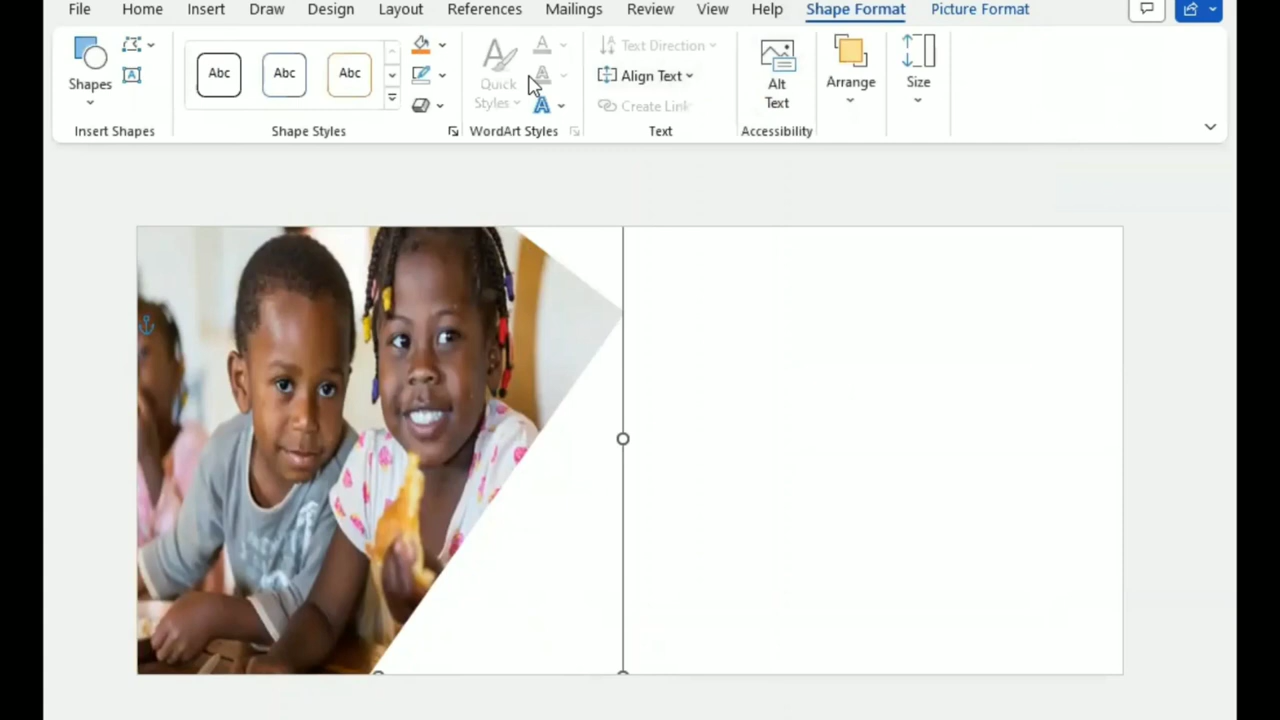 File Home Insert Draw Design Layout References Mailings Review View Help Shape Format Picture Format
Abc Abc Abc
A A
Text Direction
Shapes
Quick
Styles
A
Align Text
Alt
Text
Arrange
Size
A
A
Create Link
Insert Shapes
Shape Styles
WordArt Styles
Text
Accessibility